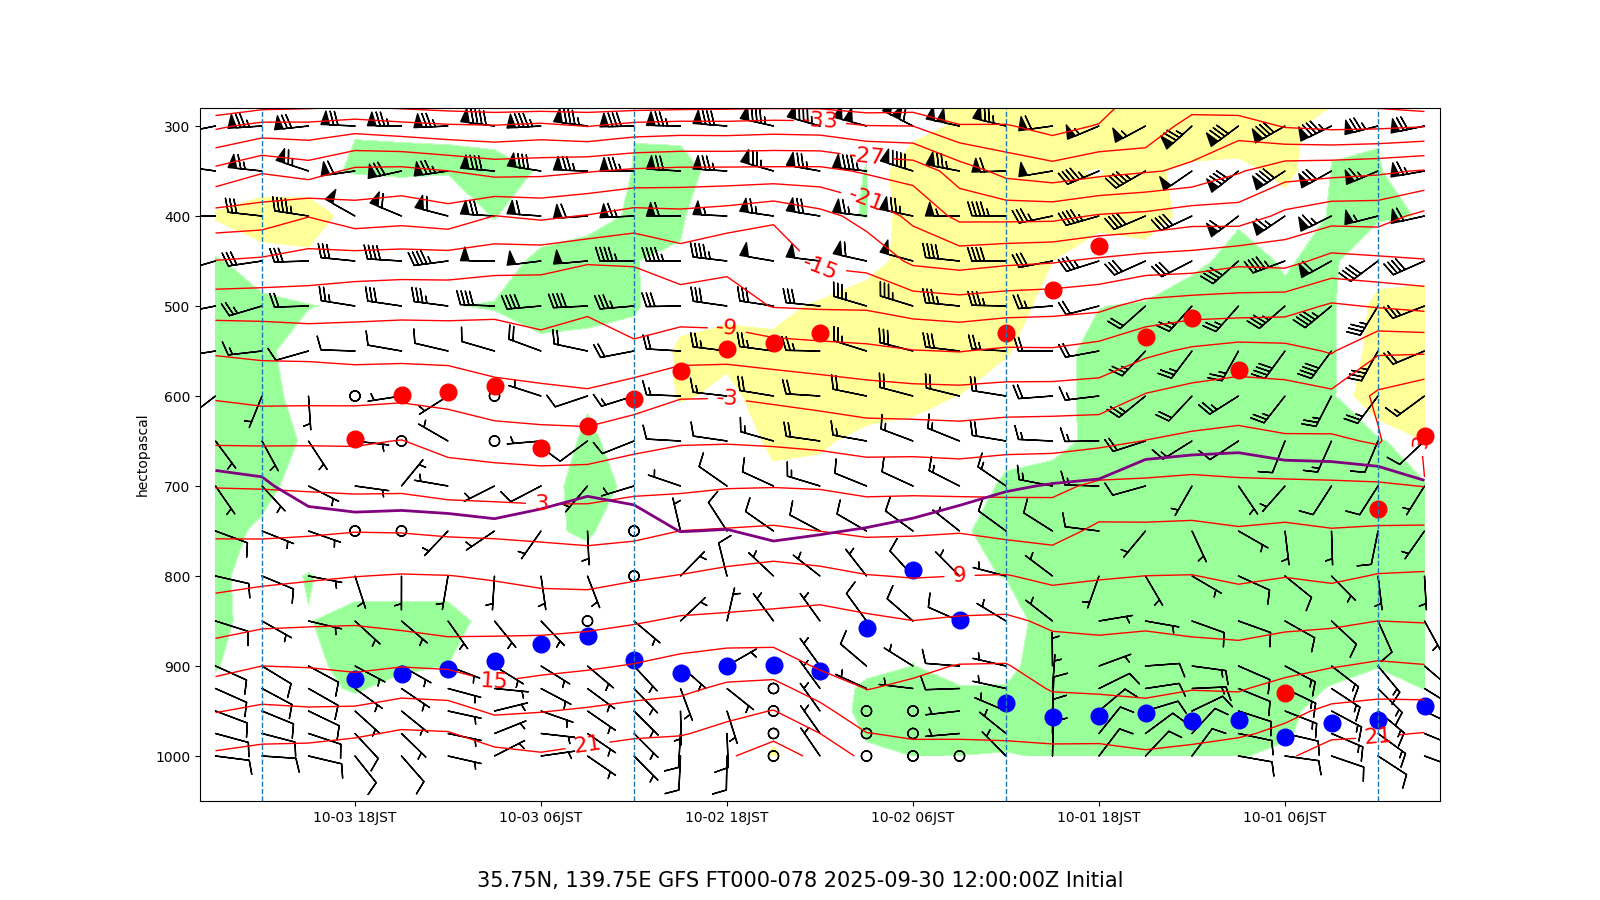 300
400
500
600
700
800
900
1000
hectopascal
33
-27
-21
-15
-9
-3
3
9
15
21
21
10-03 18JST
10-03 06JST
10-02 18JST
10-02 06JST
10-01 18JST
10-01 06JST
35.75N, 139.75E GFS FT000-078 2025-09-30 12:00:00Z Initial